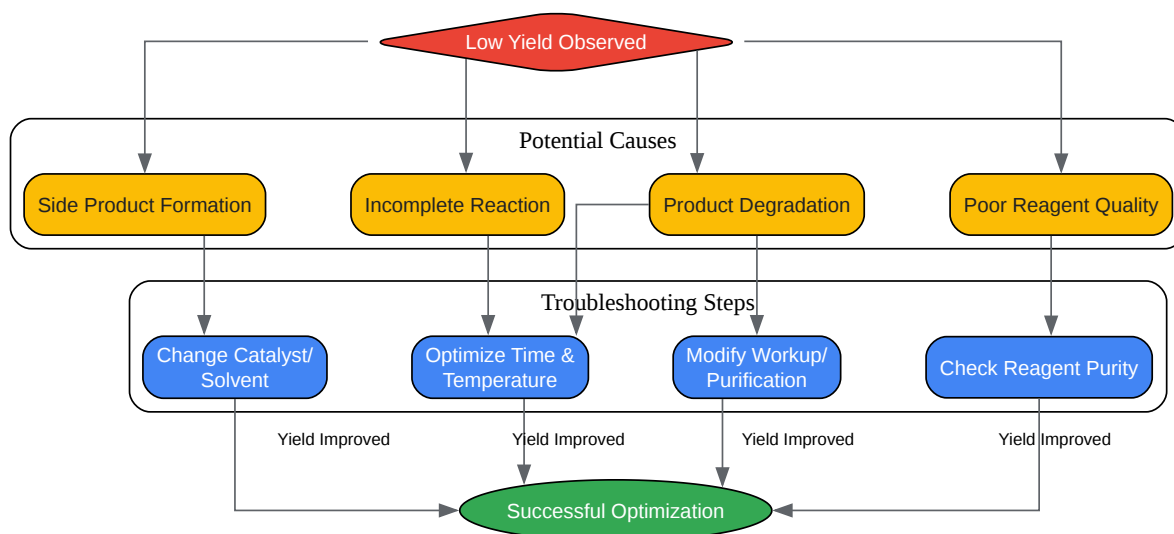 Low Yield Observed
Potential Causes
Side Product Formation
Incomplete Reaction
Product Degradation
Poor Reagent Quality
Troubleshooting Steps
Change Catalyst/
Solvent
Optimize Time &
Temperature
Modify Workup/
Purification
Check Reagent Purity
Yield Improved
Yield Improved
Yield Improved
Yield Improved
Successful Optimization